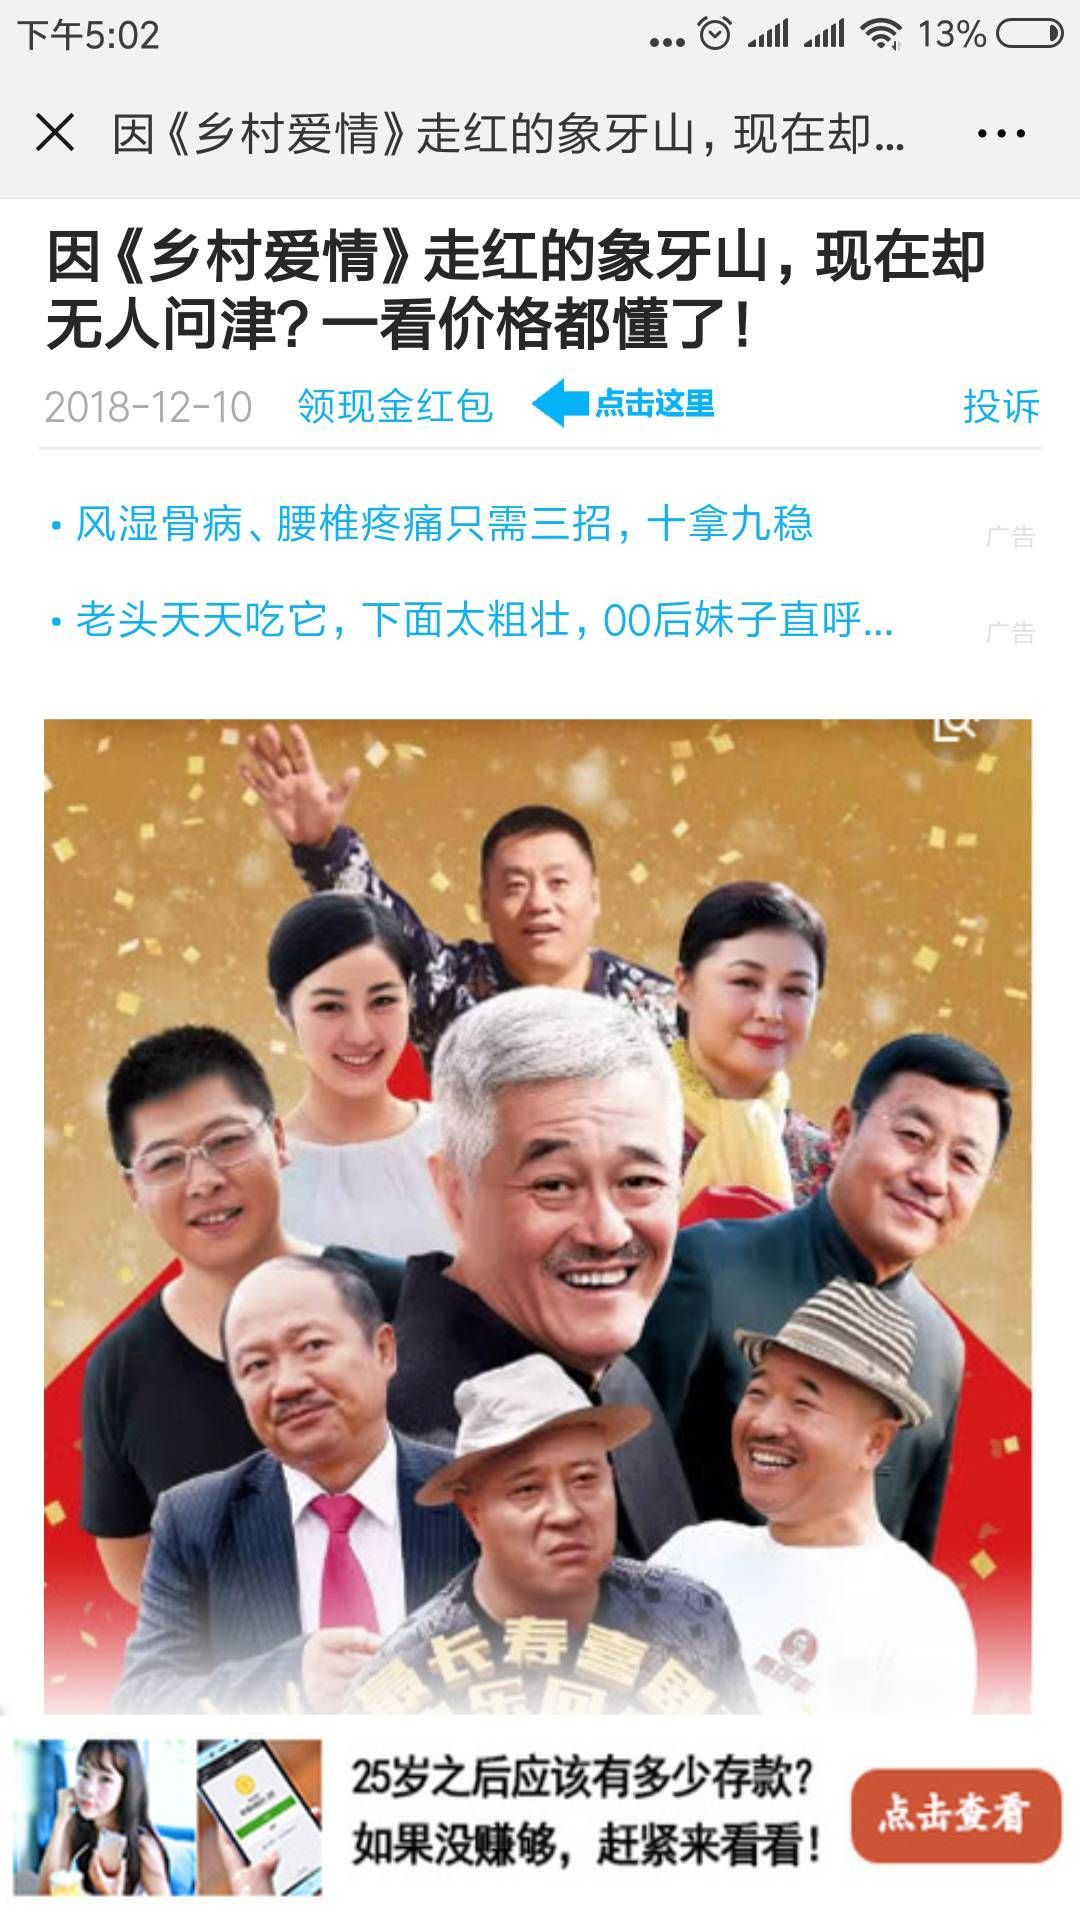 下午5:02
13%
因《乡村爱情》走红的象牙山，现在却...
因《乡村爱情》走红的象牙山，现在却
无人问津？一看价格都懂了！
2018-12-10 领现金红包 点击这里 投诉
·风湿骨病、腰椎疼痛只需三招，十拿九稳 广告
·老头天天吃它，下面太粗壮，00后妹子直呼... 广告
最长寿喜剧
25岁之后应该有多少存款？
如果没赚够，赶紧来看看！
点击查看